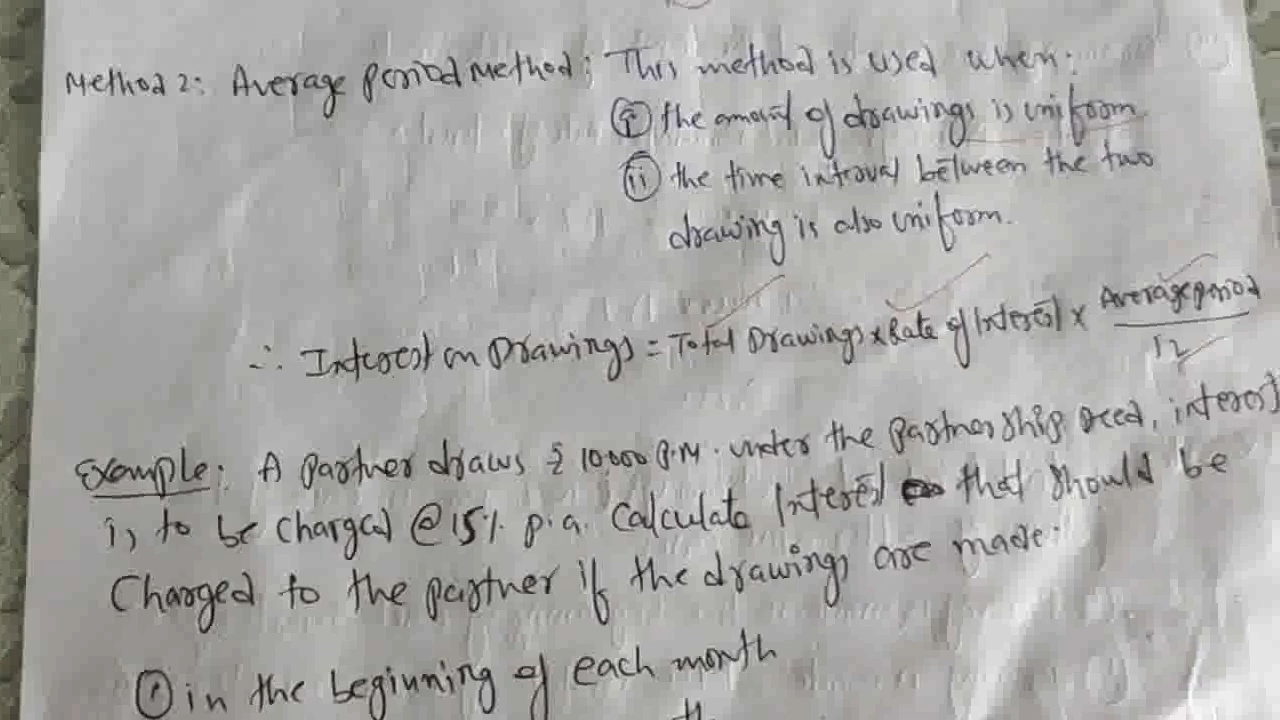 Method 2: Average Period Method: This method is used when:
(i) the amount of drawings is uniform.
(ii) the time intraval between the two
drawing is also uniform.
∴ Interest on Drawings = Total Drawings x Rate of Interest x Average period
12
Example: A partner draws ₹ 10000 P.M. under the partnership deed, interest
is to be charged @ 15% p.a. Calculate Interest that should be
Charged to the partner if the drawings are made:
(i) in the beginning of each month